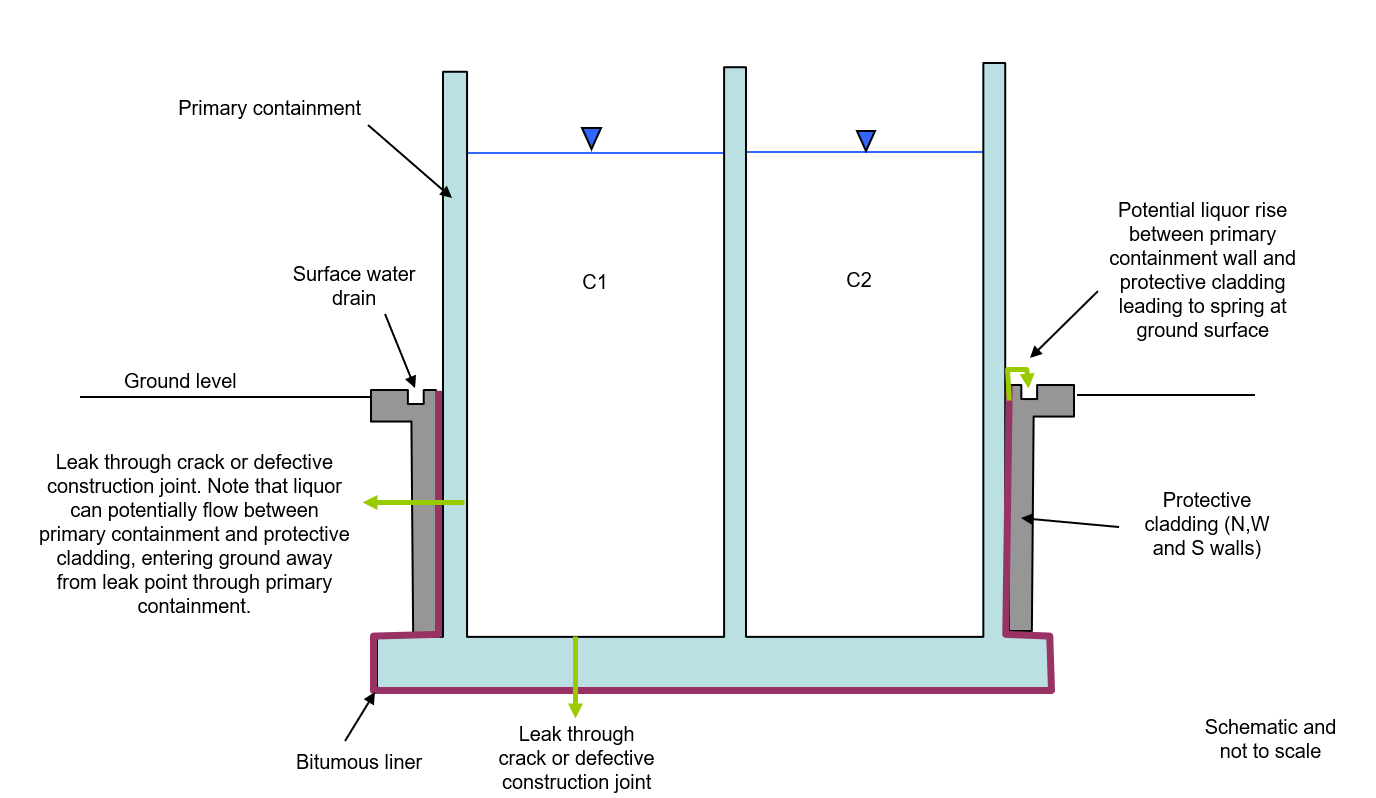 Primary containment
Surface water
drain
Ground level
Leak through crack or defective
construction joint. Note that liquor
can potentially flow between
primary containment and protective
cladding, entering ground away
from leak point through primary
containment.
C1
C2
Potential liquor rise
between primary
containment wall and
protective cladding
leading to spring at
ground surface
Protective
cladding (N,W
and S walls)
Bitumous liner
Leak through
crack or defective
construction joint
Schematic and
not to scale